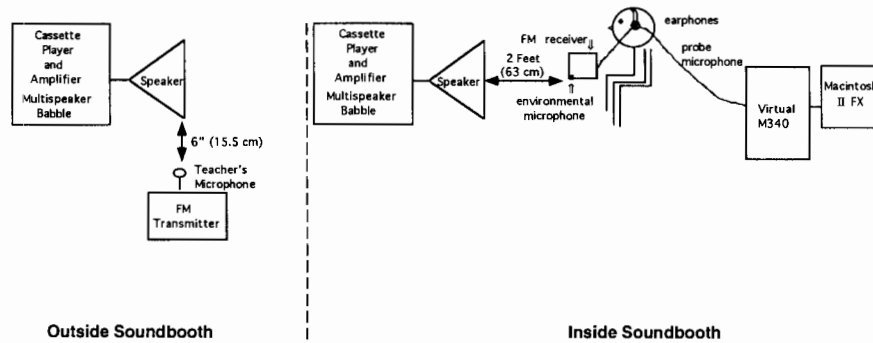 Cassette
Player
and
Amplifier
Multispeaker
Babble
Speaker
6" (15.5 cm)
Teacher's
Microphone
FM
Transmitter
Outside Soundbooth
Cassette
Player
and
Amplifier
Multispeaker
Babble
Speaker
2 Feet
(63 cm)
FM receiver
environmental
microphone
earphones
probe
microphone
Virtual
M340
Macintosh
II FX
Inside Soundbooth